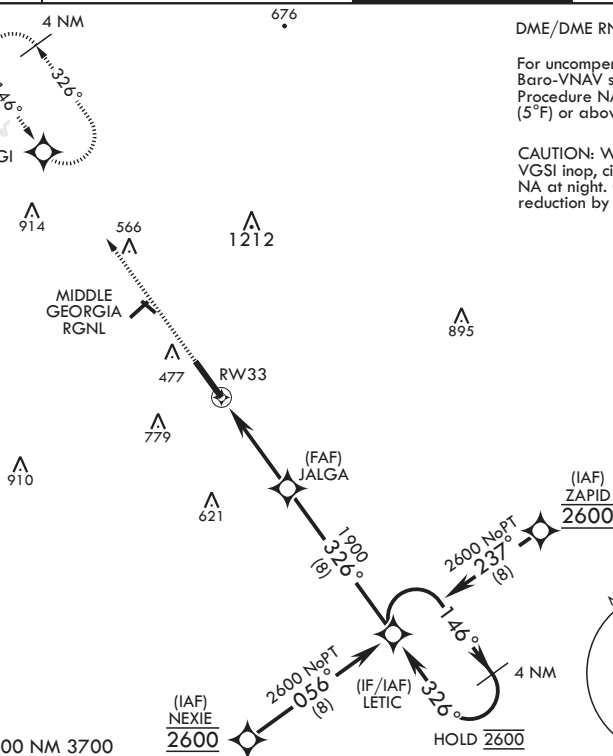 4 NM
676
326°
146°
GI
DME/DME RN
For uncomper
Baro-VNAV s
Procedure NA
(5°F) or abov
CAUTION: W
VGSI inop, ci
NA at night.
reduction by
914
566
1212
MIDDLE
GEORGIA
RGNL
895
477
RW33
779
910
621
(FAF)
JALGA
(IAF)
ZAPID
2600
1900
326°
(8)
2600 NoPT
237°
(8)
146°
4 NM
326°
(IF/IAF)
LETIC
HOLD 2600
2600 NoPT
056°
(8)
(IAF)
NEXIE
2600
00 NM 3700